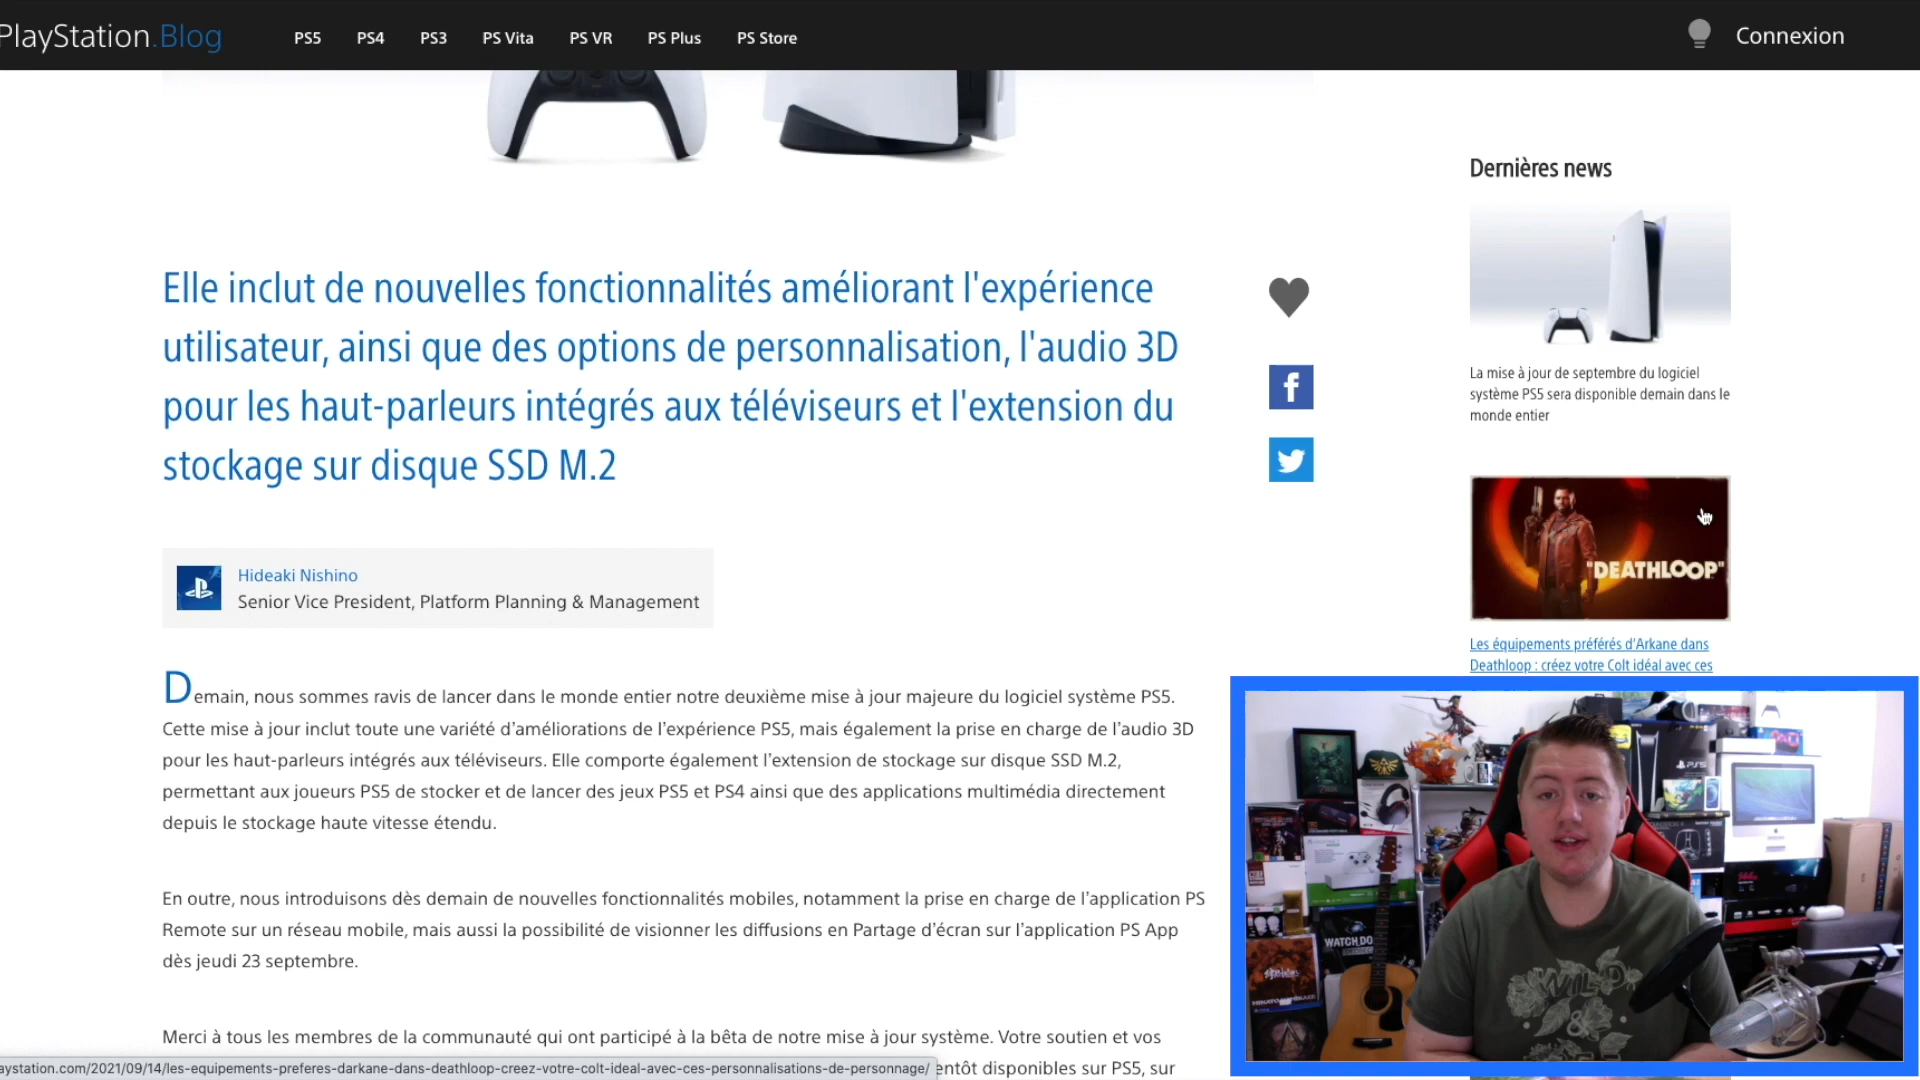 PlayStation.Blog
PS5 PS4 PS3 PS Vita PS VR PS Plus PS Store
Connexion
Elle inclut de nouvelles fonctionnalités améliorant l'expérience
utilisateur, ainsi que des options de personnalisation, l'audio 3D
pour les haut-parleurs intégrés aux téléviseurs et l'extension du
stockage sur disque SSD M.2
Hideaki Nishino
Senior Vice President, Platform Planning & Management
Demain, nous sommes ravis de lancer dans le monde entier notre deuxième mise à jour majeure du logiciel système PS5.
Cette mise à jour inclut toute une variété d’améliorations de l’expérience PS5, mais également la prise en charge de l’audio 3D
pour les haut-parleurs intégrés aux téléviseurs. Elle comporte également l’extension de stockage sur disque SSD M.2,
permettant aux joueurs PS5 de stocker et de lancer des jeux PS5 et PS4 ainsi que des applications multimédia directement
depuis le stockage haute vitesse étendu.
En outre, nous introduisons dès demain de nouvelles fonctionnalités mobiles, notamment la prise en charge de l’application PS
Remote sur un réseau mobile, mais aussi la possibilité de visionner les diffusions en Partage d’écran sur l’application PS App
dès jeudi 23 septembre.
Merci à tous les membres de la communauté qui ont participé à la bêta de notre mise à jour système. Votre soutien et vos
entôt disponibles sur PS5, sur
aystation.com/2021/09/14/les-equipements-preferes-darkane-dans-deathloop-creez-votre-colt-ideal-avec-ces-personnalisations-de-personnage/
Dernières news
La mise à jour de septembre du logiciel
système PS5 sera disponible demain dans le
monde entier
"DEATHLOOP"
Les équipements préférés d'Arkane dans
Deathloop : créez votre Colt idéal avec ces
PS5
WATCH_DO
WILD
&